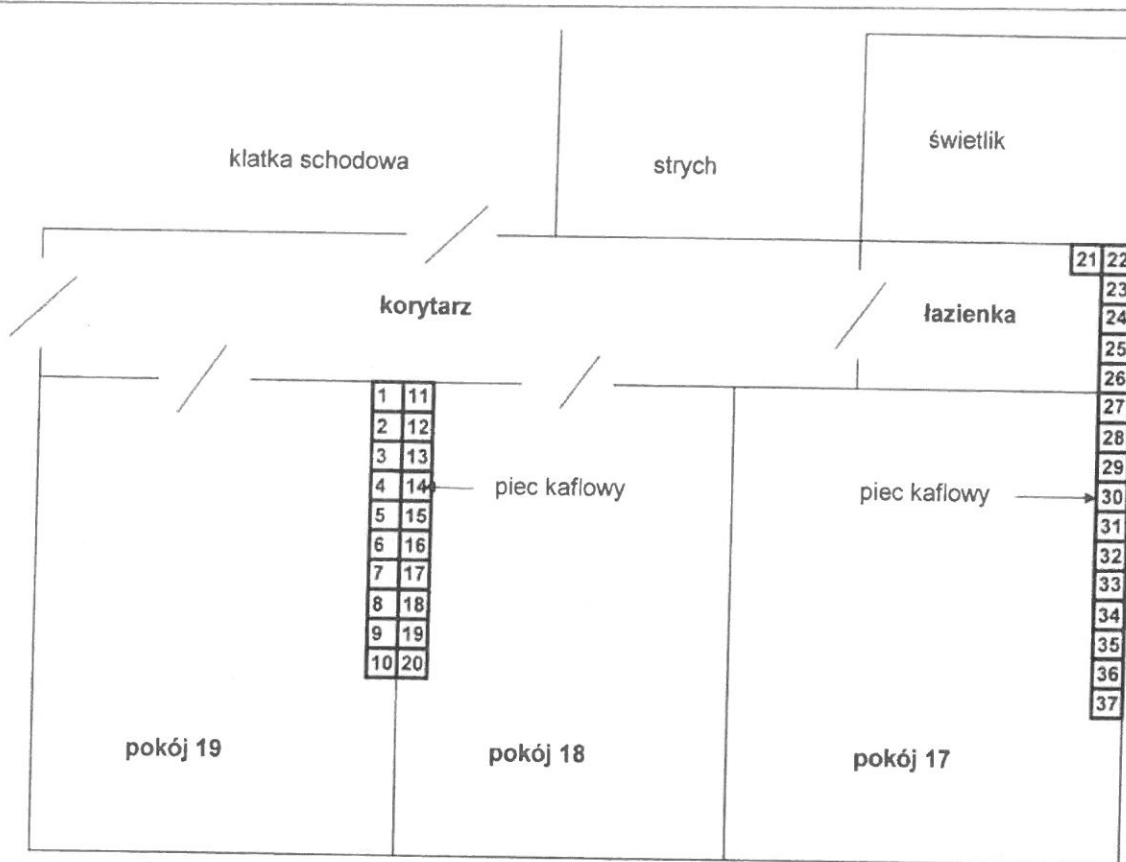 klatka schodowa
strych
świetlik
korytarz
łazienka
21 22
23
24
25
26
1 11
2 12
3 13
4 14
5 15
6 16
7 17
8 18
9 19
10 20
piec kaflowy
piec kaflowy
27
28
29
30
31
32
33
34
35
36
37
pokój 19
pokój 18
pokój 17